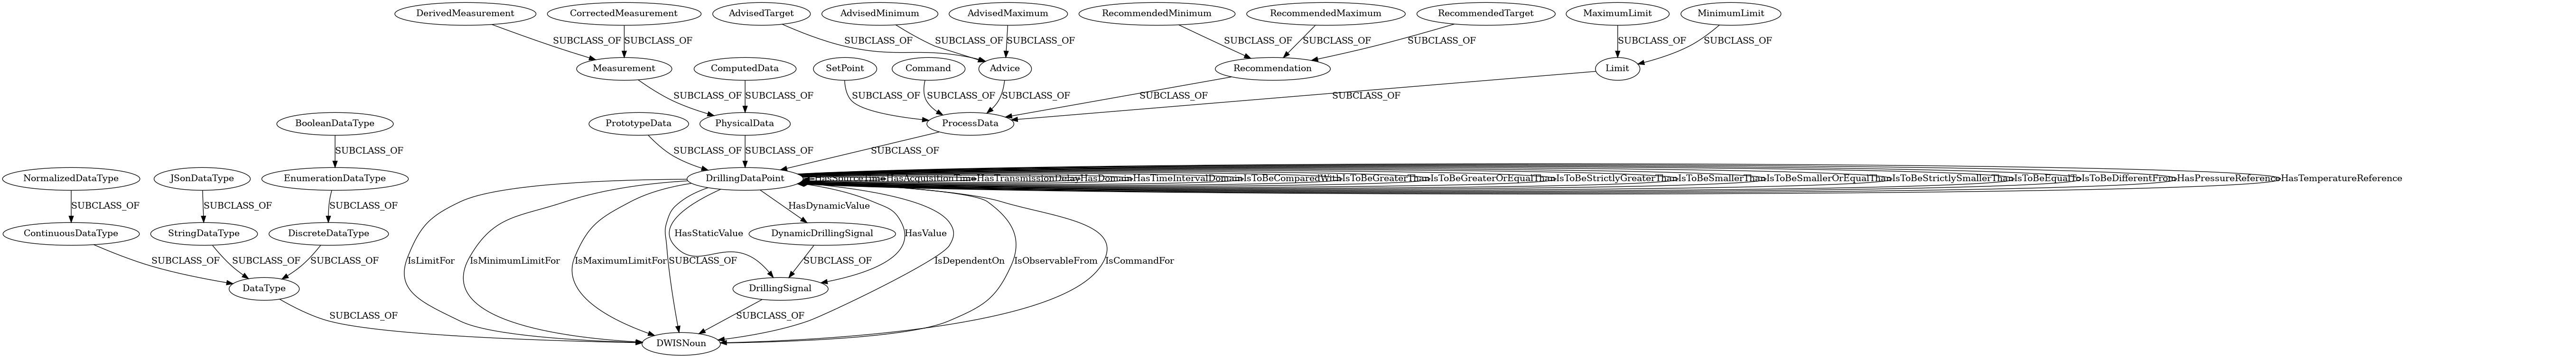 DerivedMeasurement CorrectedMeasurement AdvisedTarget AdvisedMinimum AdvisedMaximum RecommendedMinimum RecommendedMaximum RecommendedTarget MaximumLimit MinimumLimit
SUBCLASS_OF SUBCLASS_OF SUBCLASS_OF SUBCLASS_OF SUBCLASS_OF SUBCLASS_OF SUBCLASS_OF SUBCLASS_OF SUBCLASS_OF SUBCLASS_OF
Measurement ComputedData SetPoint Command Advice Recommendation Limit
SUBCLASS_OF SUBCLASS_OF SUBCLASS_OF SUBCLASS_OF SUBCLASS_OF SUBCLASS_OF SUBCLASS_OF
BooleanDataType PrototypeData PhysicalData ProcessData
SUBCLASS_OF SUBCLASS_OF SUBCLASS_OF SUBCLASS_OF
NormalizedDataType JSonDataType EnumerationDataType DrillingDataPoint HasSourceTime HasAcquisitionTime HasTransmissionDelay HasDomain HasTimeIntervalDomain IsToBeComparedWith IsToBeGreaterThan IsToBeGreaterOrEqualThan IsToBeStrictlyGreaterThan IsToBeSmallerThan IsToBeSmallerOrEqualThan IsToBeStrictlySmallerThan IsToBeEqualTo IsToBeDifferentFrom HasPressureReference HasTemperatureReference
SUBCLASS_OF SUBCLASS_OF SUBCLASS_OF HasDynamicValue
ContinuousDataType StringDataType DiscreteDataType HasStaticValue DynamicDrillingSignal HasValue
SUBCLASS_OF SUBCLASS_OF SUBCLASS_OF IsLimitFor IsMinimumLimitFor IsMaximumLimitFor SUBCLASS_OF SUBCLASS_OF IsDependentOn IsObservableFrom IsCommandFor
DataType DrillingSignal
SUBCLASS_OF SUBCLASS_OF
DWISNoun